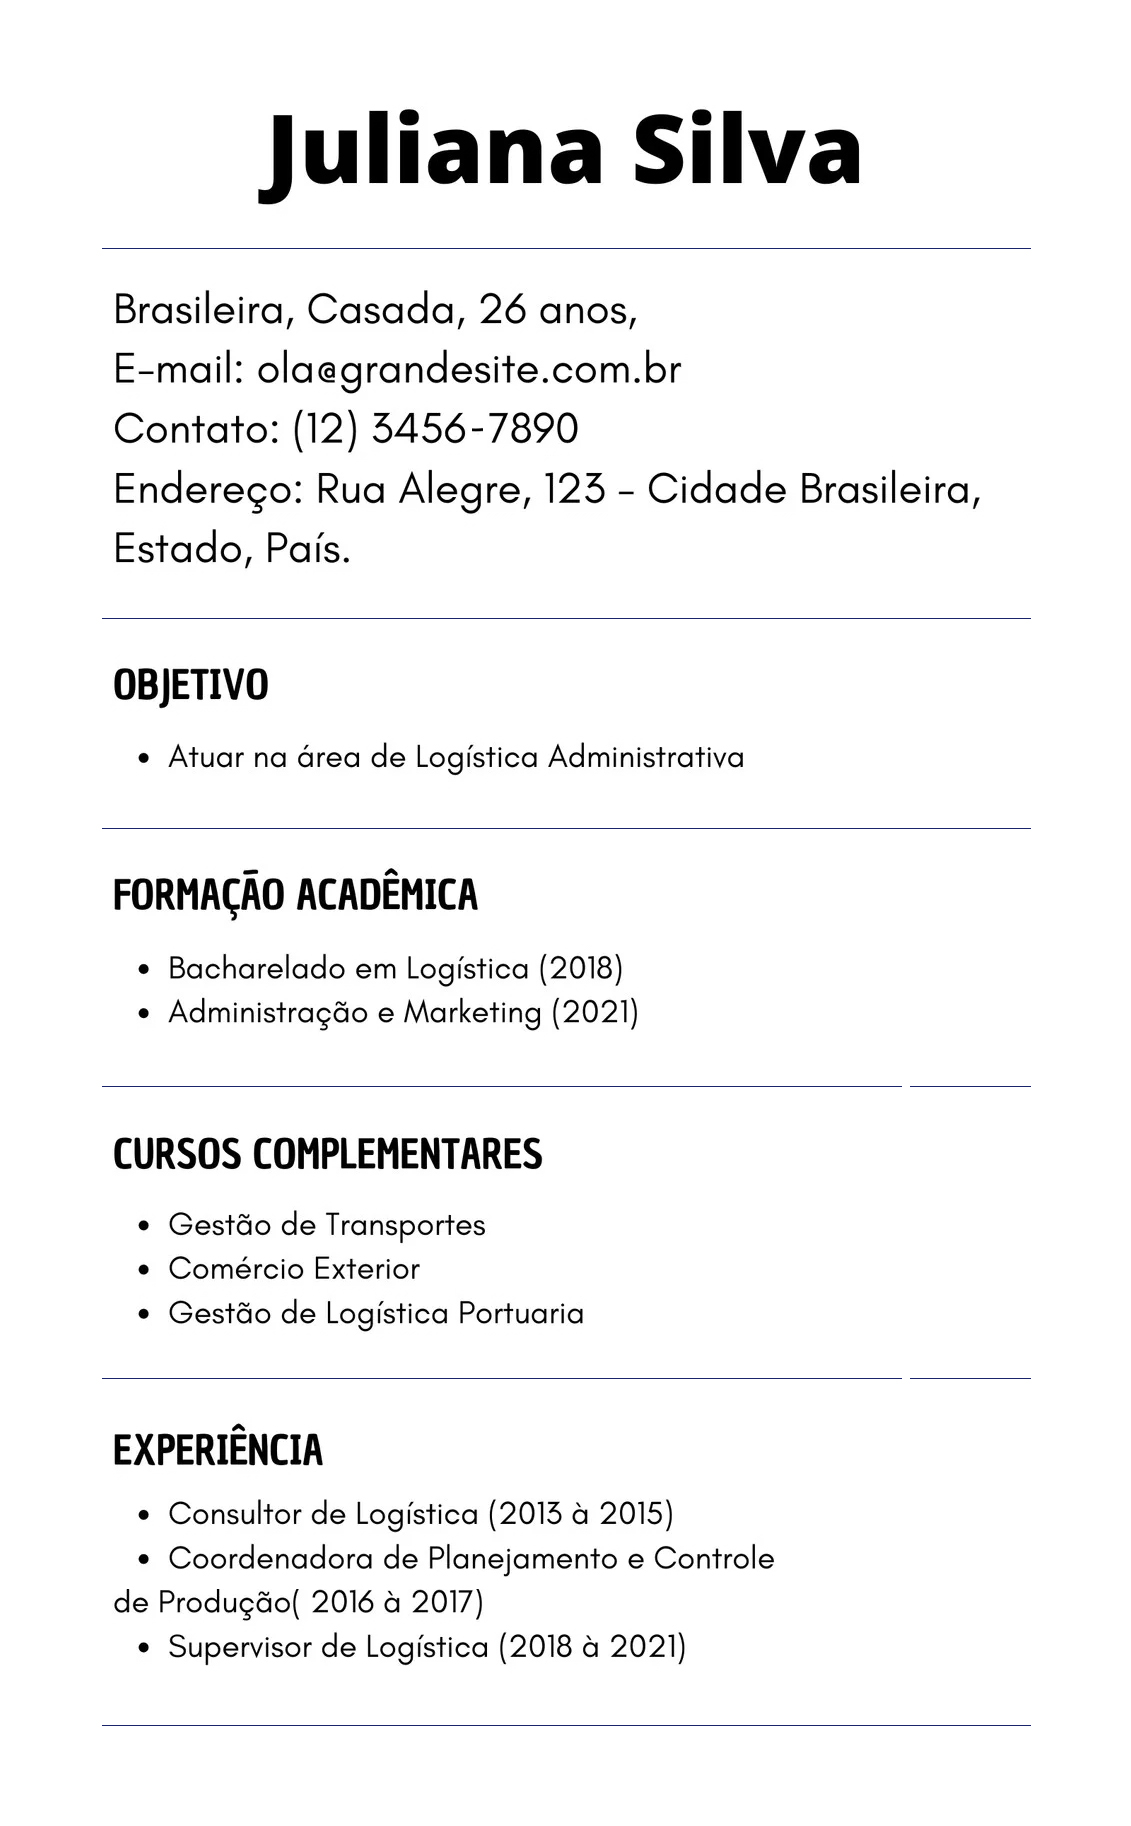 Juliana Silva
Brasileira, Casada, 26 anos,
E-mail: ola@grandesite.com.br
Contato: (12) 3456-7890
Endereço: Rua Alegre, 123 - Cidade Brasileira,
Estado, País.
OBJETIVO
• Atuar na área de Logística Administrativa
FORMAÇÃO ACADÊMICA
• Bacharelado em Logística (2018)
• Administração e Marketing (2021)
CURSOS COMPLEMENTARES
• Gestão de Transportes
• Comércio Exterior
• Gestão de Logística Portuaria
EXPERIÊNCIA
• Consultor de Logística (2013 à 2015)
• Coordenadora de Planejamento e Controle
de Produção( 2016 à 2017)
• Supervisor de Logística (2018 à 2021)